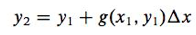 y₂ = y₁ + g(x₁, y₁)Δx